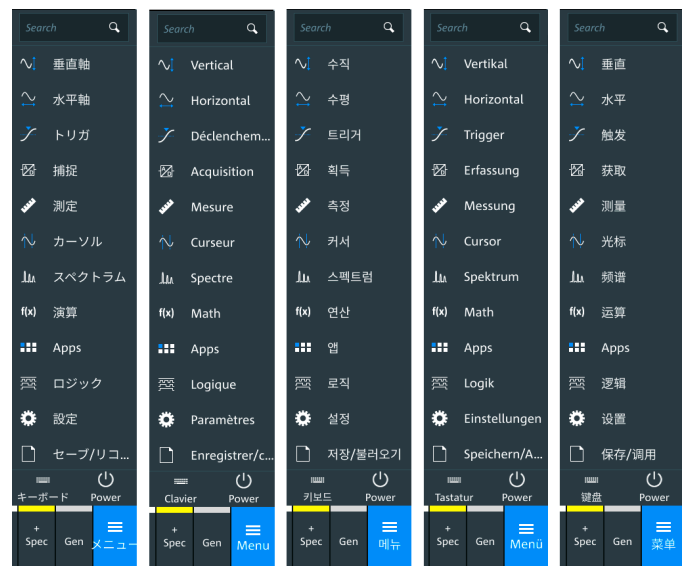 Search
垂直軸
水平軸
トリガ
捕捉
測定
カーソル
スペクトラム
f(x) 演算
Apps
ロジック
設定
セーブ/リコ...
キーボード Power
+
Spec Gen メニュー
Search
Vertical
Horizontal
Déclenchem...
Acquisition
Mesure
Curseur
Spectre
f(x) Math
Apps
Logique
Paramètres
Enregistrer/c...
Clavier Power
+
Spec Gen Menu
Search
수직
수평
트리거
획득
측정
커서
스펙트럼
f(x) 연산
앱
로직
설정
저장/불러오기
키보드 Power
+
Spec Gen 메뉴
Search
Vertikal
Horizontal
Trigger
Erfassung
Messung
Cursor
Spektrum
f(x) Math
Apps
Logik
Einstellungen
Speichern/A...
Tastatur Power
+
Spec Gen Menü
Search
垂直
水平
触发
获取
测量
光标
频谱
f(x) 运算
Apps
逻辑
设置
保存/调用
键盘 Power
+
Spec Gen 菜单